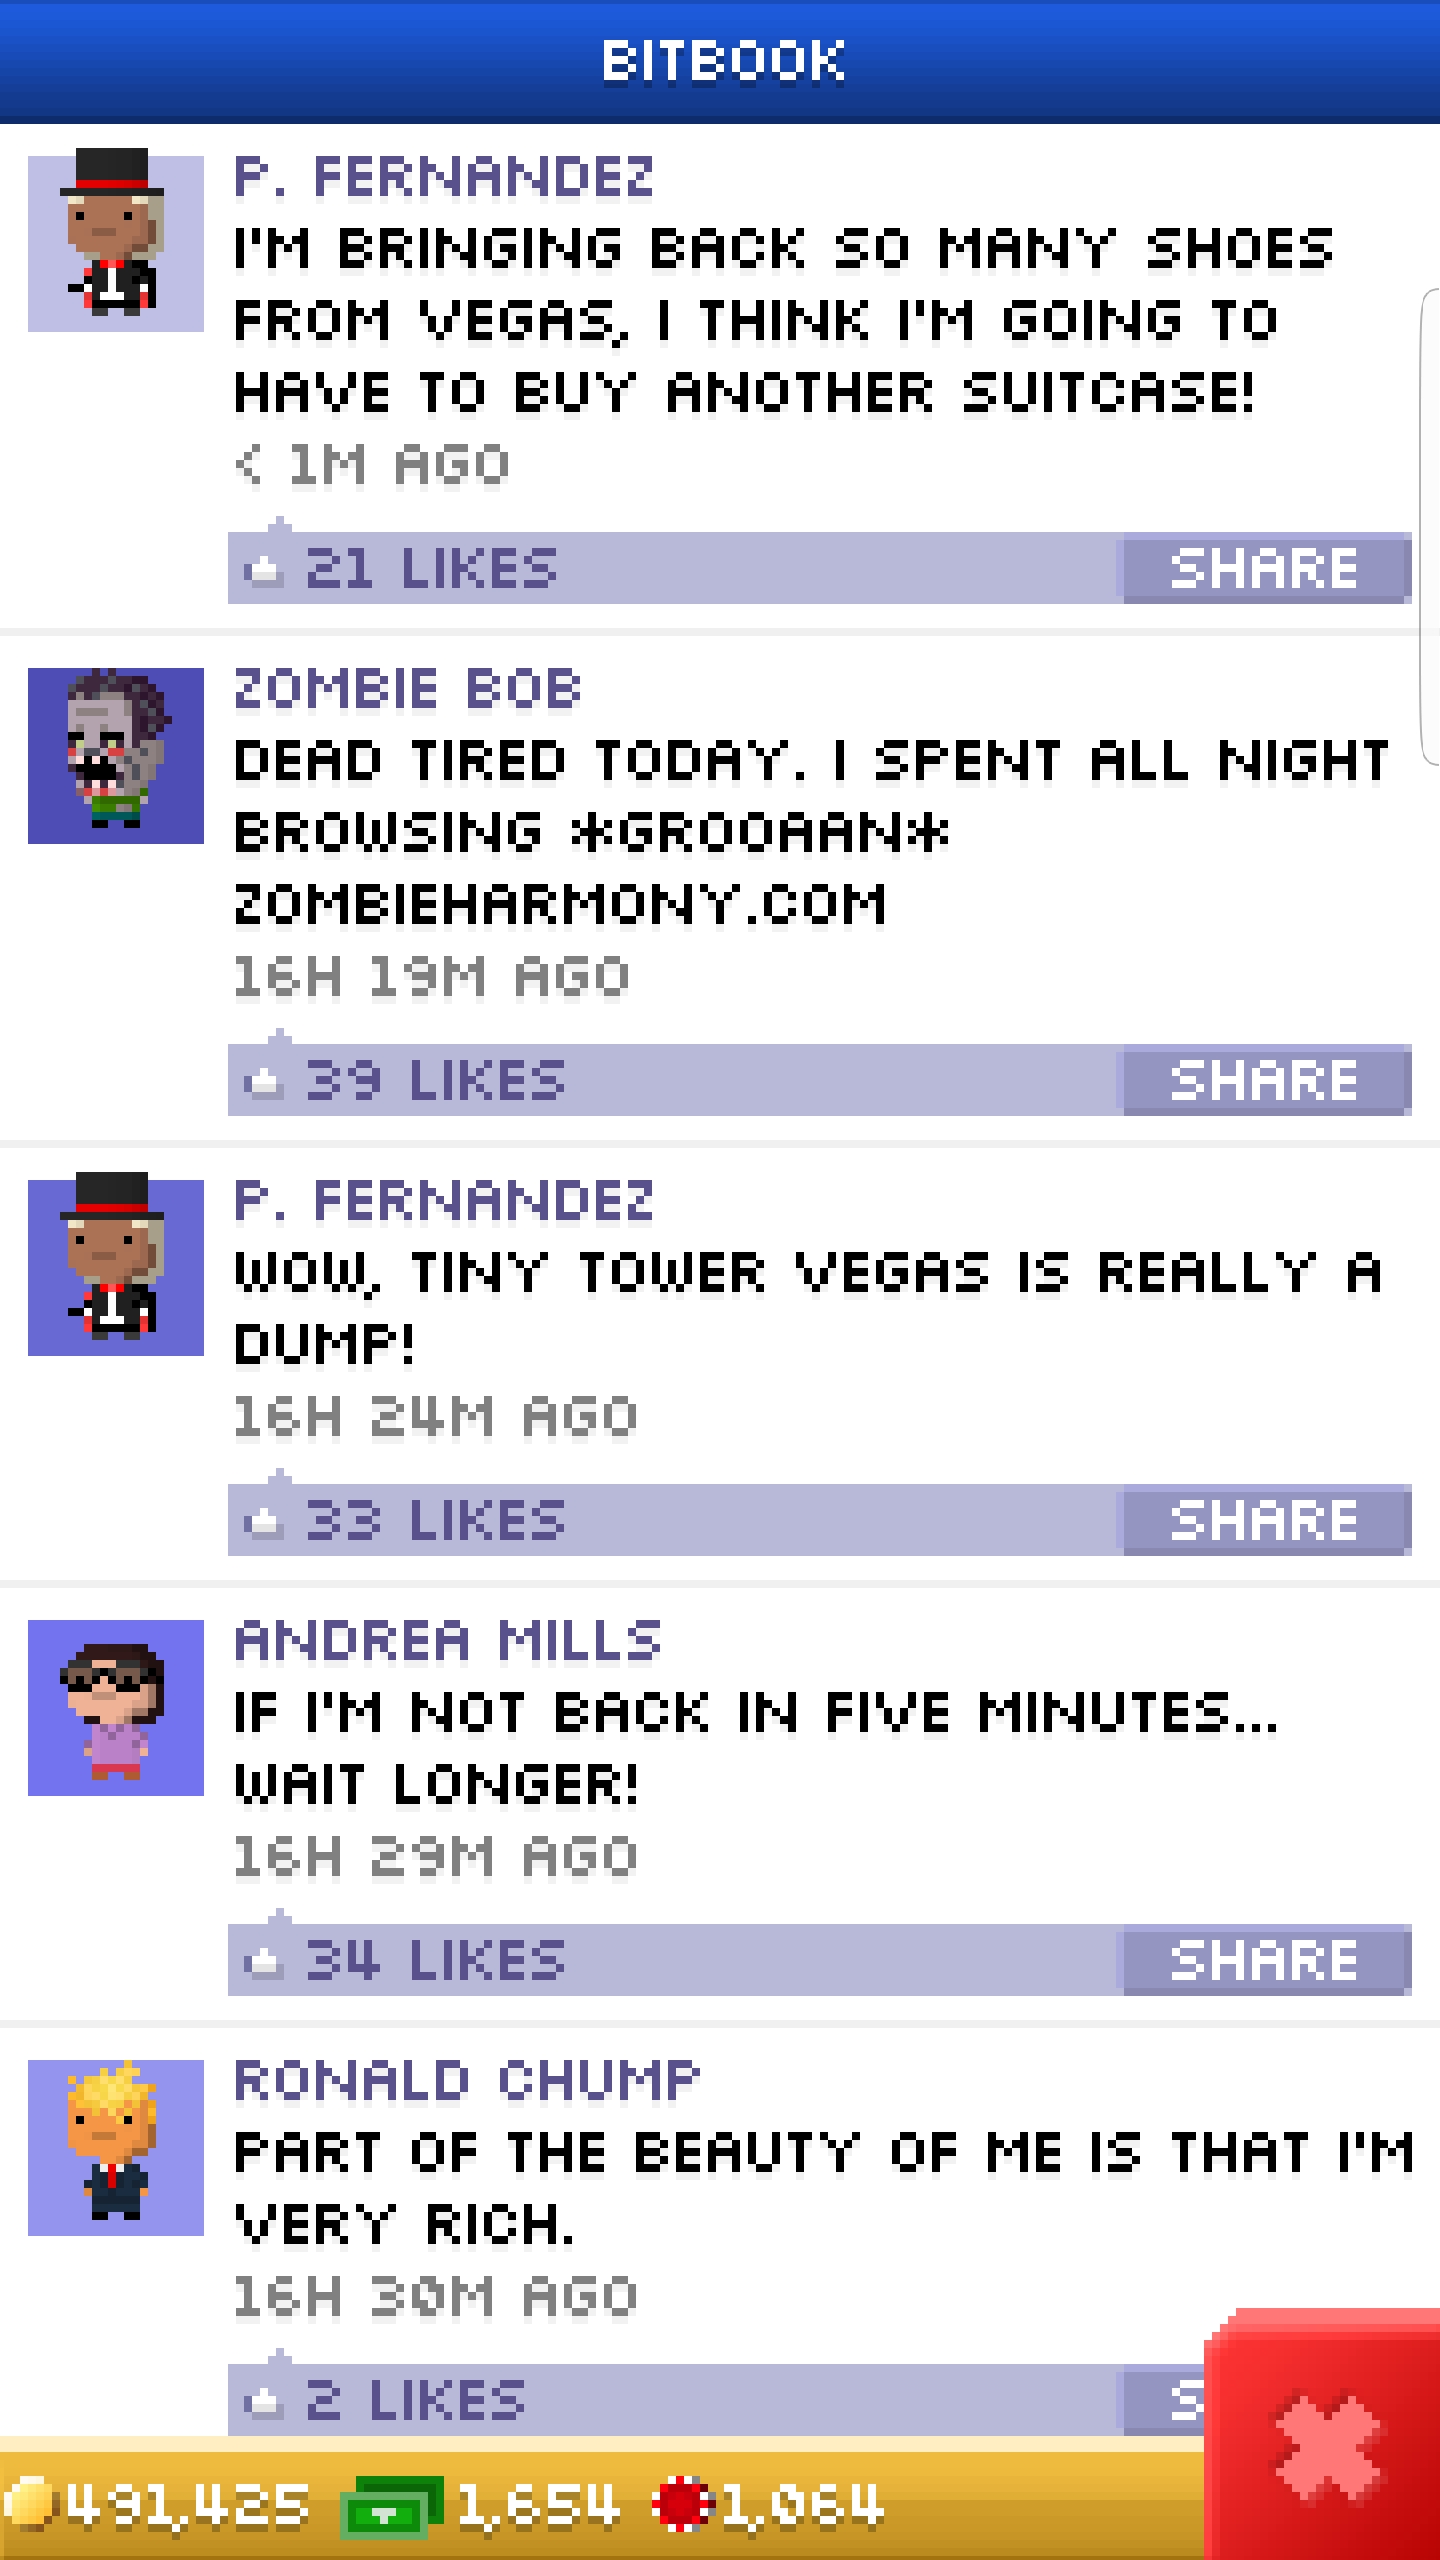 BITBOOK
P. FERNANDEZ
I'M BRINGING BACK SO MANY SHOES
FROM VEGAS, I THINK I'M GOING TO
HAVE TO BUY ANOTHER SUITCASE!
< 1M AGO
21 LIKES SHARE
ZOMBIE BOB
DEAD TIRED TODAY. I SPENT ALL NIGHT
BROWSING *GROOAAN*
ZOMBIEHARMONY.COM
16H 19M AGO
39 LIKES SHARE
P. FERNANDEZ
WOW, TINY TOWER VEGAS IS REALLY A
DUMP!
16H 24M AGO
33 LIKES SHARE
ANDREA MILLS
IF I'M NOT BACK IN FIVE MINUTES...
WAIT LONGER!
16H 29M AGO
34 LIKES SHARE
RONALD CHUMP
PART OF THE BEAUTY OF ME IS THAT I'M
VERY RICH.
16H 30M AGO
2 LIKES S
491,425 1,654 1,064